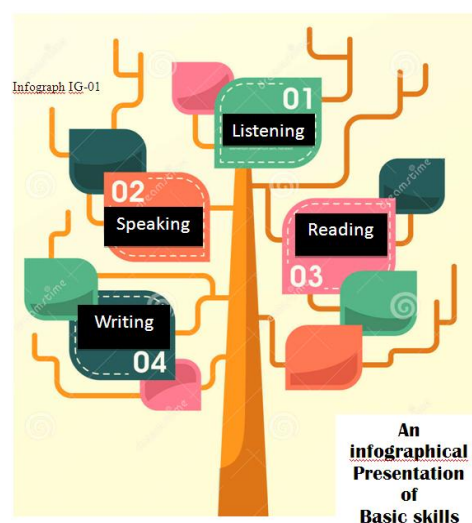 Infograph IG-01
01
Listening
02
Speaking
Reading
03
Writing
04
An
infographical
Presentation
of
Basic skills